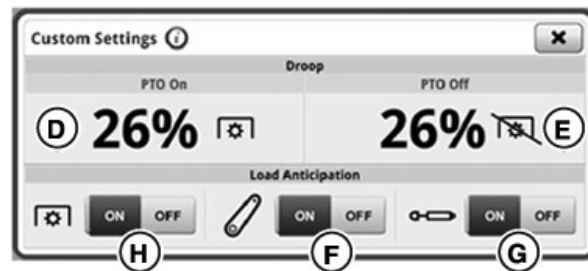 Custom Settings i ×
Droop
PTO On PTO Off
D 26% 26% E
Load Anticipation
ON OFF ON OFF ON OFF
H F G